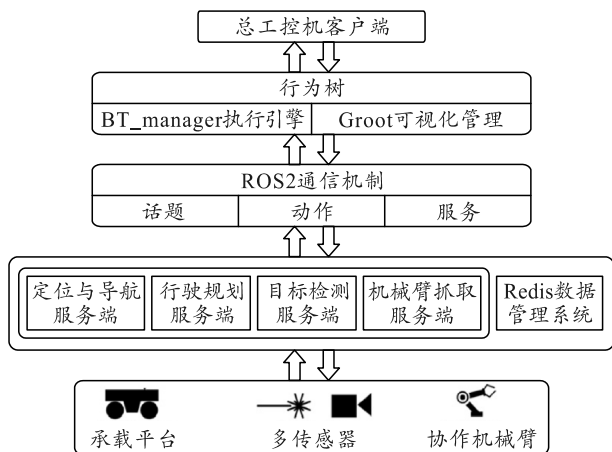 总工控机客户端
行为树
BT_manager执行引擎 Groot可视化管理
ROS2通信机制
话题 动作 服务
定位与导航 行驶规划 目标检测 机械臂抓取 Redis数据
服务端 服务端 服务端 服务端 管理系统
承载平台 多传感器 协作机械臂